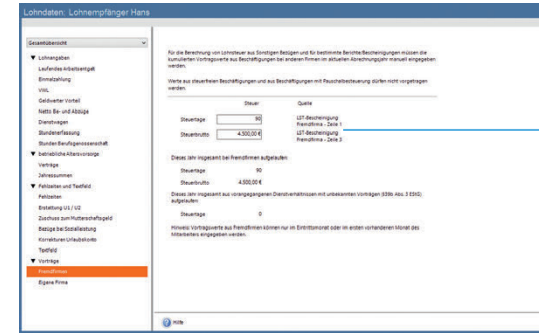 Lohndaten: Lohnempfänger Hans
Gesamtübersicht
Lohnangaben
Laufendes Arbeitsentgelt
Einmalzahlung
VWL
Geldwerter Vorteil
Netto Be- und Abzüge
Dienstwagen
Stundenerfassung
Stunden Berufsgenossenschaft
betriebliche Altersvorsorge
Verträge
Jahressummen
Fehlzeiten und Textfeld
Fehlzeiten
Erstattung U1 / U2
Zuschuss zum Mutterschaftsgeld
Bezüge bei Sozialleistung
Korrekturen Urlaubskonto
Textfeld
Vorträge
Fremdfirmen
Eigene Firma
Für die Berechnung von Lohnsteuer aus Sonstigen Bezügen und für bestimmte Berichte/Bescheinigungen müssen die
kumulierten Vortragswerte aus Beschäftigungen bei anderen Firmen im aktuellen Abrechnungsjahr manuell eingegeben
werden.
Werte aus steuerfreien Beschäftigungen und aus Beschäftigungen mit Pauschalbesteuerung dürfen nicht vorgetragen
werden.
Steuer Quelle
Steuertage 90 LST-Bescheinigung
Fremdfirma - Zeile 1
Steuerbrutto 4.500,00 € LST-Bescheinigung
Fremdfirma - Zeile 3
Dieses Jahr insgesamt bei Fremdfirmen aufgelaufen:
Steuertage 90
Steuerbrutto 4.500,00 €
Dieses Jahr insgesamt aus vorangegangenen Dienstverhältnissen mit unbekannten Vorträgen (§39b Abs. 3 EStG)
aufgelaufen
Steuertage 0
Hinweis: Vortragswerte aus Fremdfirmen können nur im Eintrittsmonat oder im ersten vorhandenen Monat des
Mitarbeiters eingegeben werden.
Hilfe